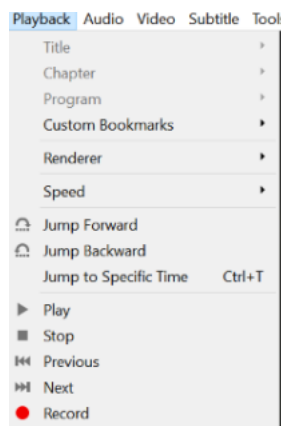 Playback Audio Video Subtitle Tools
Title
Chapter
Program
Custom Bookmarks
Renderer
Speed
Jump Forward
Jump Backward
Jump to Specific Time Ctrl+T
Play
Stop
Previous
Next
Record